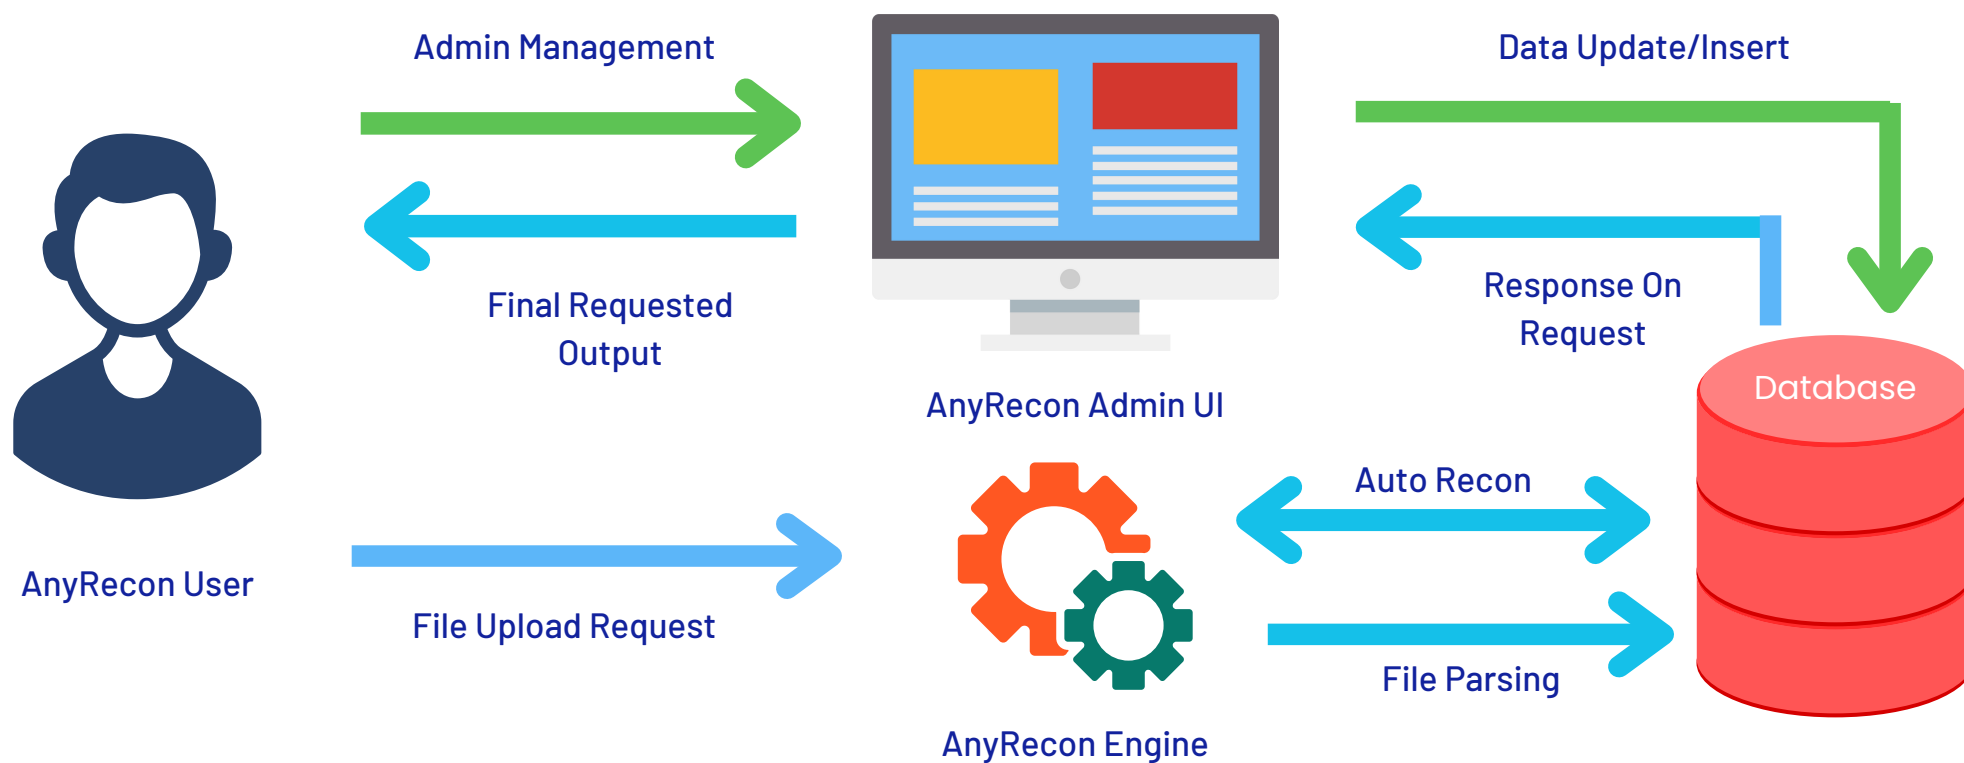 Admin Management
Data Update/Insert
Final Requested
Output
Response On
Request
Database
AnyRecon Admin UI
Auto Recon
AnyRecon User
File Upload Request
File Parsing
AnyRecon Engine